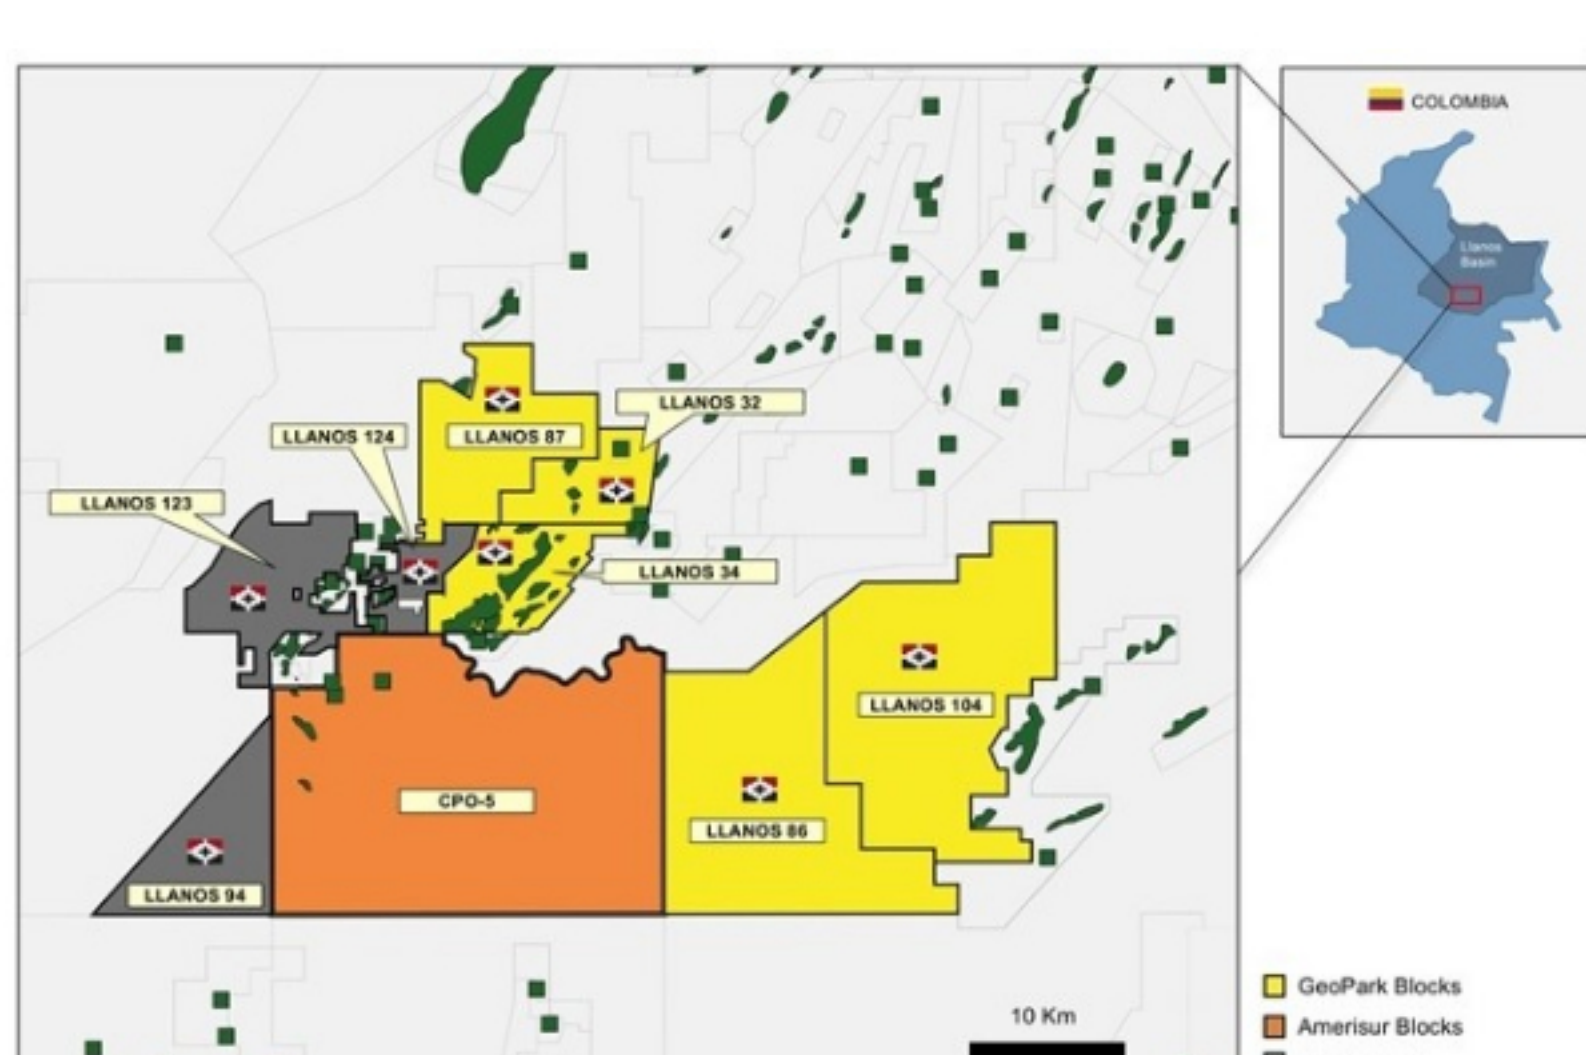 COLOMBIA
Llanos
Basin
LLANOS 32
LLANOS 124
LLANOS 87
LLANOS 123
LLANOS 34
LLANOS 104
CPO-5
LLANOS 86
LLANOS 94
10 Km
GeoPark Blocks
Amerisur Blocks